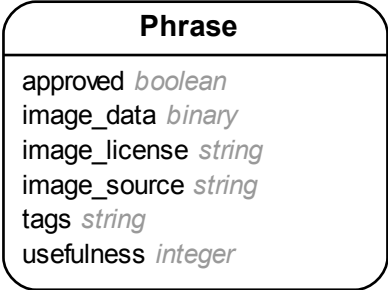 Phrase
approved boolean
image_data binary
image_license string
image_source string
tags string
usefulness integer